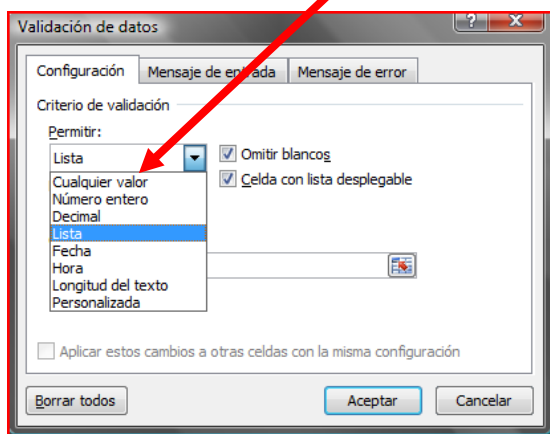 Validación de datos
Configuración Mensaje de entrada Mensaje de error
Criterio de validación
Permitir:
Lista Omitir blancos
Cualquier valor Celda con lista desplegable
Número entero
Decimal
Lista
Fecha
Hora
Longitud del texto
Personalizada
Aplicar estos cambios a otras celdas con la misma configuración
Borrar todos Aceptar Cancelar